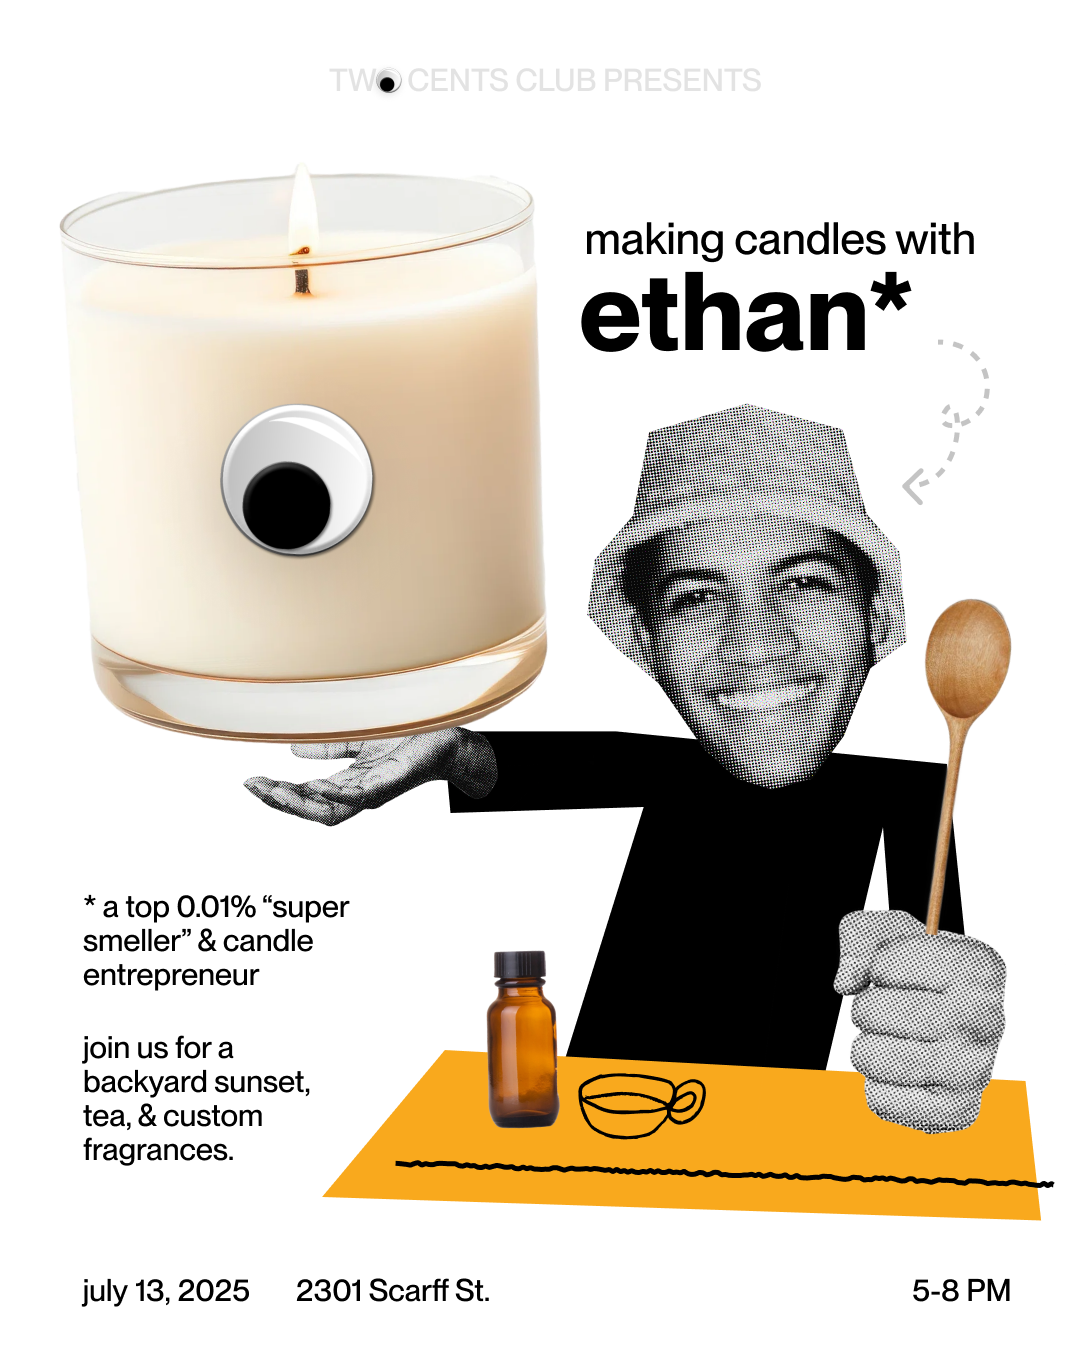 TWO CENTS CLUB PRESENTS
making candles with
ethan*
* a top 0.01% “super
smeller” & candle
entrepreneur
join us for a
backyard sunset,
tea, & custom
fragrances.
july 13, 2025
2301 Scarff St.
5-8 PM